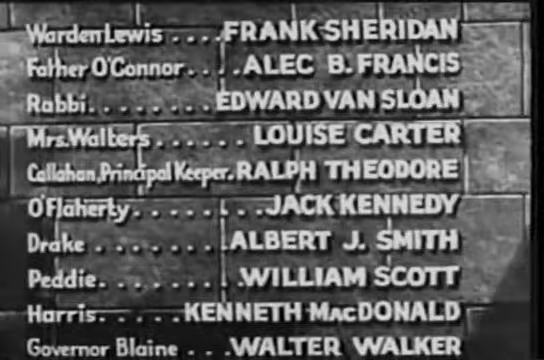 Warden Lewis . . . . FRANK SHERIDAN
Father O'Connor . . . . ALEC B. FRANCIS
Rabbi . . . . . . . . EDWARD VAN SLOAN
Mrs. Walters . . . . . . LOUISE CARTER
Callahan, Principal Keeper. RALPH THEODORE
O'Flaherty . . . . . . . . JACK KENNEDY
Drake . . . . . . . . ALBERT J. SMITH
Peddie . . . . . . . . WILLIAM SCOTT
Harris . . . . . KENNETH MACDONALD
Governor Blaine . . . WALTER WALKER